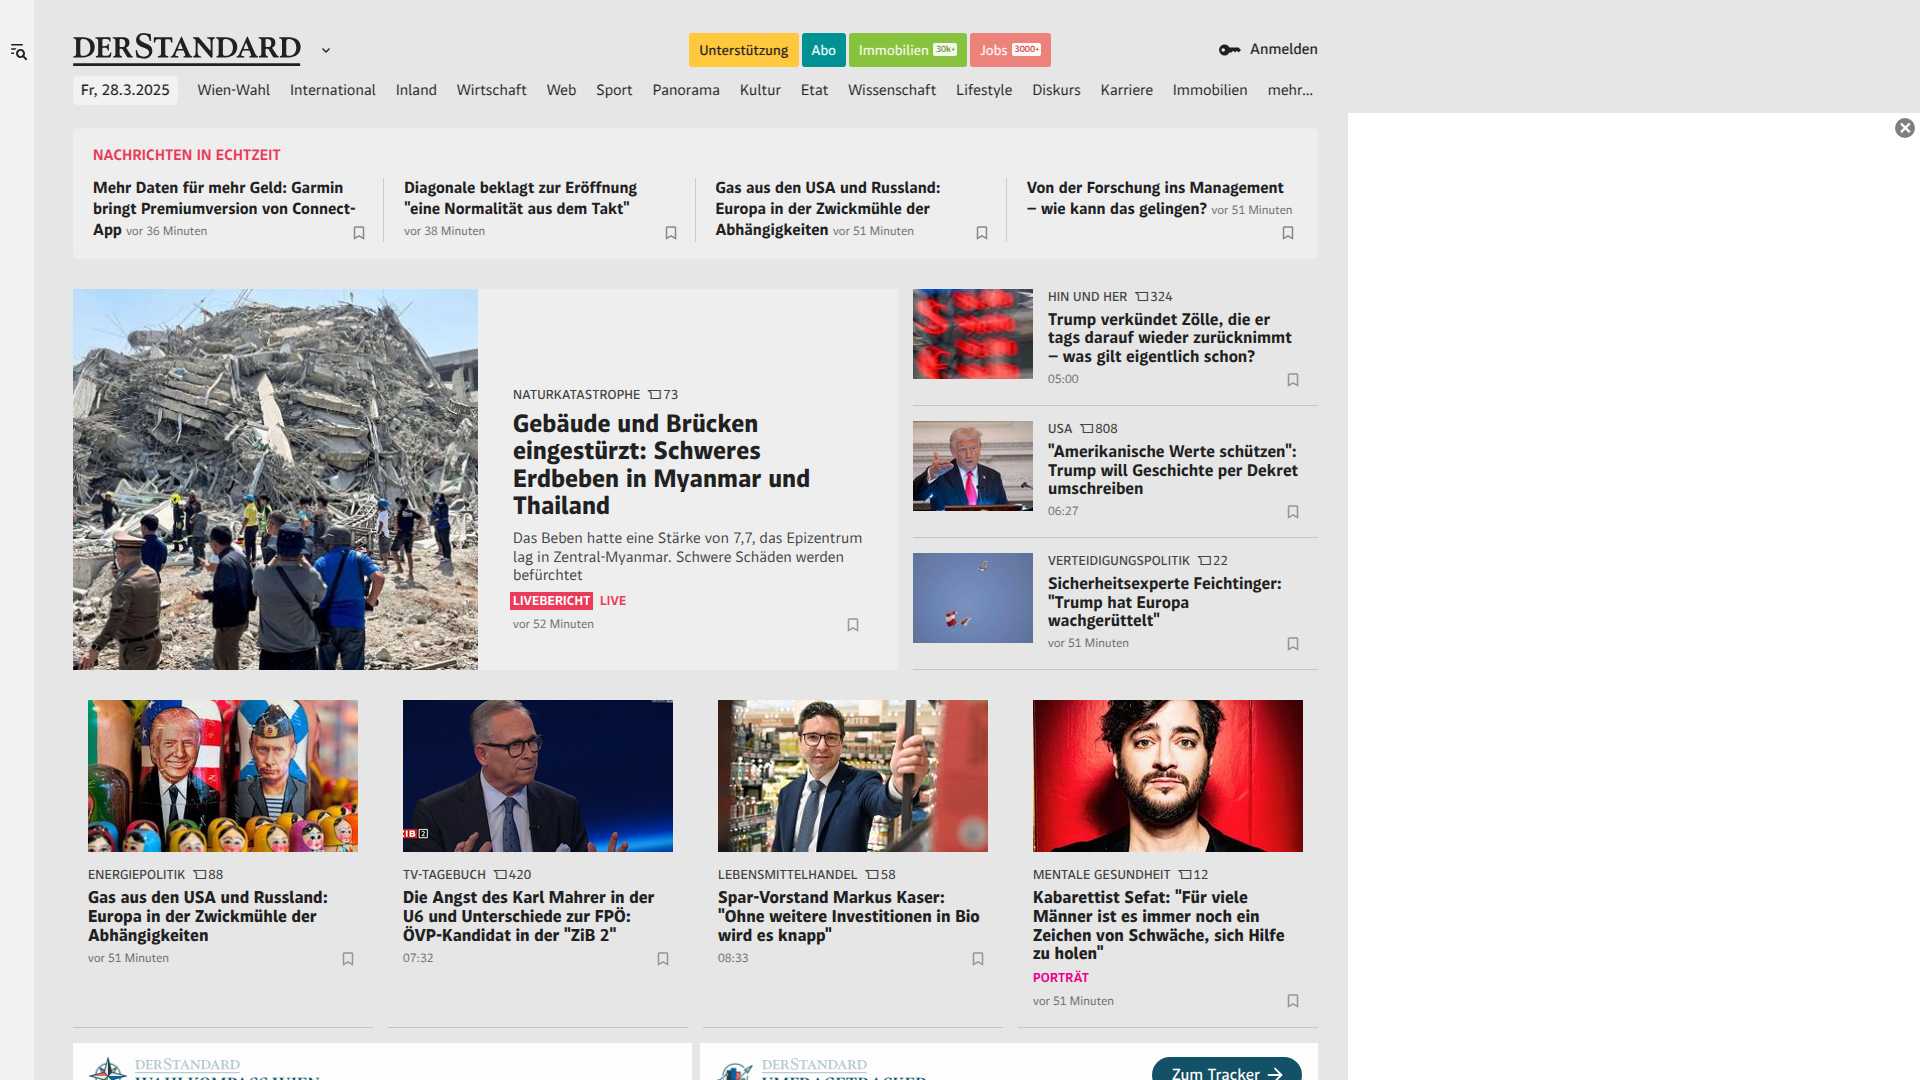 DERSTANDARD
Unterstützung
Abo
Immobilien 30k+
Jobs 3000+
Anmelden
Fr, 28.3.2025
Wien-Wahl
International
Inland
Wirtschaft
Web
Sport
Panorama
Kultur
Etat
Wissenschaft
Lifestyle
Diskurs
Karriere
Immobilien
mehr...
NACHRICHTEN IN ECHTZEIT
Mehr Daten für mehr Geld: Garmin
bringt Premiumversion von Connect-
App vor 36 Minuten
Diagonale beklagt zur Eröffnung
"eine Normalität aus dem Takt"
vor 38 Minuten
Gas aus den USA und Russland:
Europa in der Zwickmühle der
Abhängigkeiten vor 51 Minuten
Von der Forschung ins Management
– wie kann das gelingen? vor 51 Minuten
NATURKATASTROPHE 73
Gebäude und Brücken
eingestürzt: Schweres
Erdbeben in Myanmar und
Thailand
Das Beben hatte eine Stärke von 7,7, das Epizentrum
lag in Zentral-Myanmar. Schwere Schäden werden
befürchtet
LIVEBERICHT LIVE
vor 52 Minuten
HIN UND HER 324
Trump verkündet Zölle, die er
tags darauf wieder zurücknimmt
– was gilt eigentlich schon?
05:00
USA 808
"Amerikanische Werte schützen":
Trump will Geschichte per Dekret
umschreiben
06:27
VERTEIDIGUNGSPOLITIK 22
Sicherheitsexperte Feichtinger:
"Trump hat Europa
wachgerüttelt"
vor 51 Minuten
ENERGIEPOLITIK 88
Gas aus den USA und Russland:
Europa in der Zwickmühle der
Abhängigkeiten
vor 51 Minuten
ZIB 2
TV-TAGEBUCH 420
Die Angst des Karl Mahrer in der
U6 und Unterschiede zur FPÖ:
ÖVP-Kandidat in der "ZiB 2"
07:32
LEBENSMITTELHANDEL 58
Spar-Vorstand Markus Kaser:
"Ohne weitere Investitionen in Bio
wird es knapp"
08:33
MENTALE GESUNDHEIT 12
Kabarettist Sefat: "Für viele
Männer ist es immer noch ein
Zeichen von Schwäche, sich Hilfe
zu holen"
PORTRÄT
vor 51 Minuten
DERSTANDARD
WAHLKOMPASS WIEN
DERSTANDARD
UMFRAGETRACKER
Zum Tracker